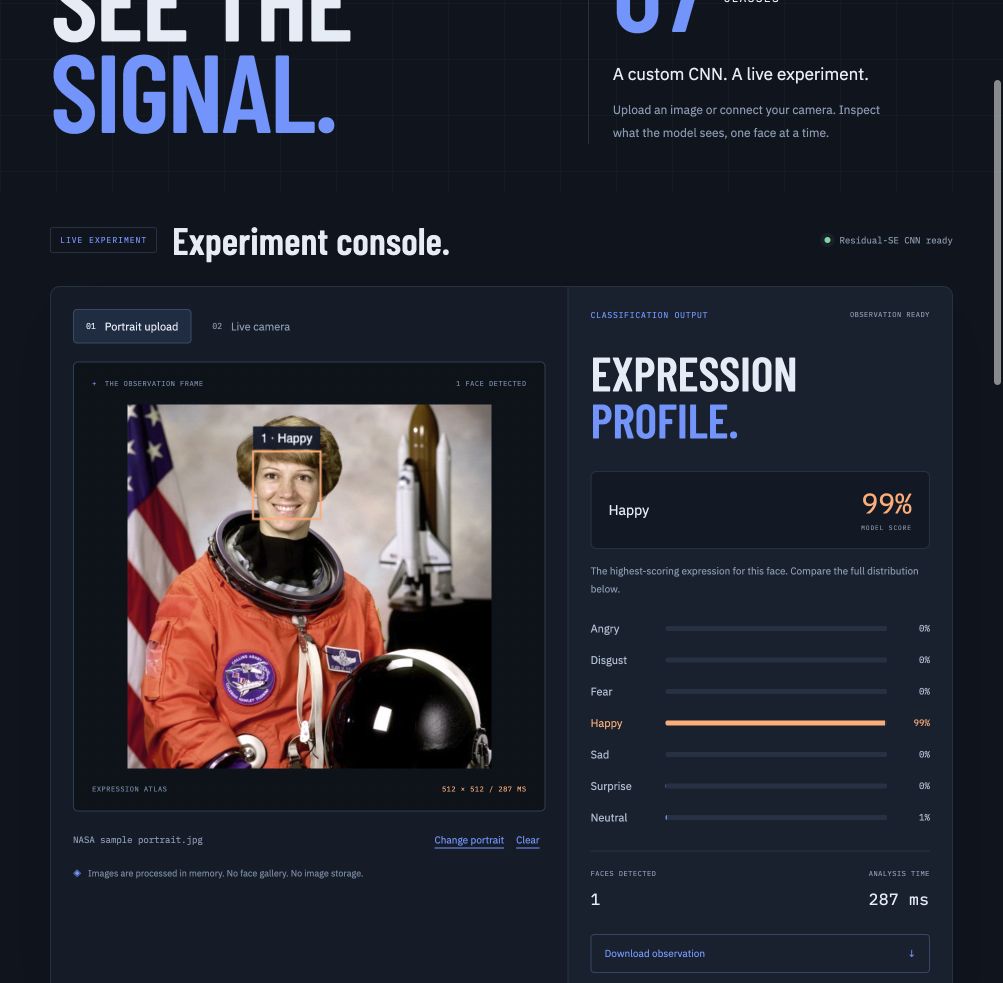 SEE THE
SIGNAL.
07 CLASSES
A custom CNN. A live experiment.
Upload an image or connect your camera. Inspect
what the model sees, one face at a time.
LIVE EXPERIMENT
Experiment console.
Residual-SE CNN ready
01 Portrait upload
02 Live camera
+ THE OBSERVATION FRAME
1 FACE DETECTED
1 · Happy
EXPRESSION ATLAS
512 × 512 / 287 MS
NASA sample portrait.jpg
Change portrait
Clear
Images are processed in memory. No face gallery. No image storage.
CLASSIFICATION OUTPUT
OBSERVATION READY
EXPRESSION
PROFILE.
Happy
99%
MODEL SCORE
The highest-scoring expression for this face. Compare the full distribution
below.
Angry 0%
Disgust 0%
Fear 0%
Happy 99%
Sad 0%
Surprise 0%
Neutral 1%
FACES DETECTED
1
ANALYSIS TIME
287 ms
Download observation ↓